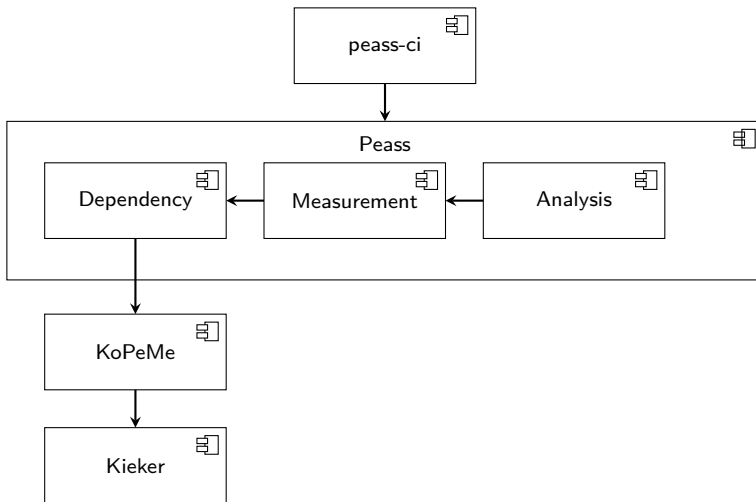 peass-ci
Peass
Dependency
Measurement
Analysis
KoPeMe
Kieker